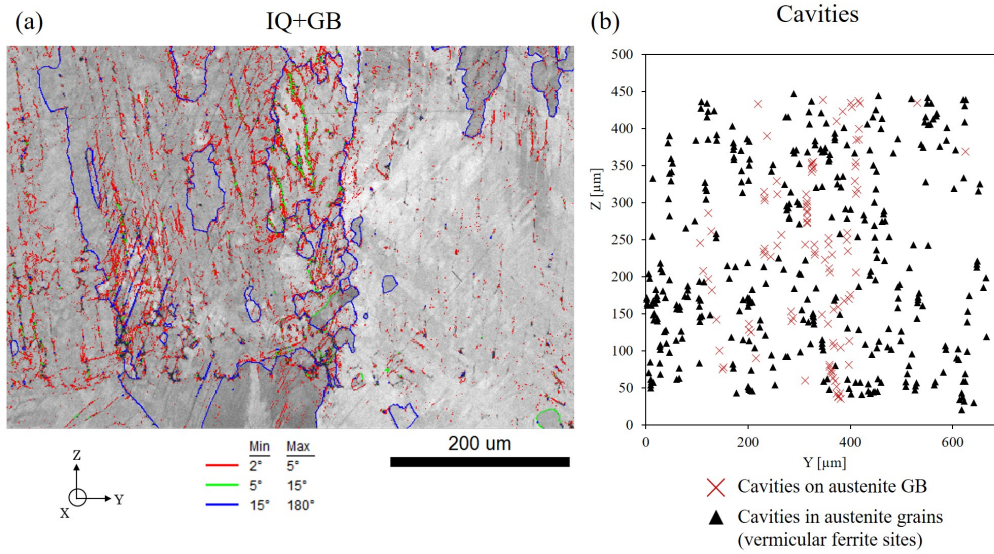 (a)
IQ+GB
Z
Y
X
Min Max
2° 5°
5° 15°
15° 180°
200 um
(b)
Cavities
Z [µm]
500
450
400
350
300
250
200
150
100
50
0
0 200 400 600
Y [µm]
Cavities on austenite GB
Cavities in austenite grains
(vermicular ferrite sites)